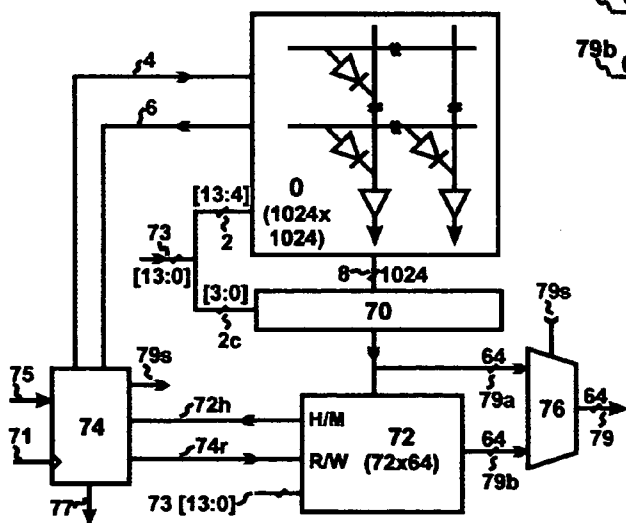 79b
4
6
0
(1024x
1024)
[13:4]
2
73
[13:0]
[3:0]
2c
8
1024
70
79s
79s
75
74
71
77
72h
74r
H/M
72
(72x64)
R/W
73 [13:0]
64
79a
64
79b
76
64
79